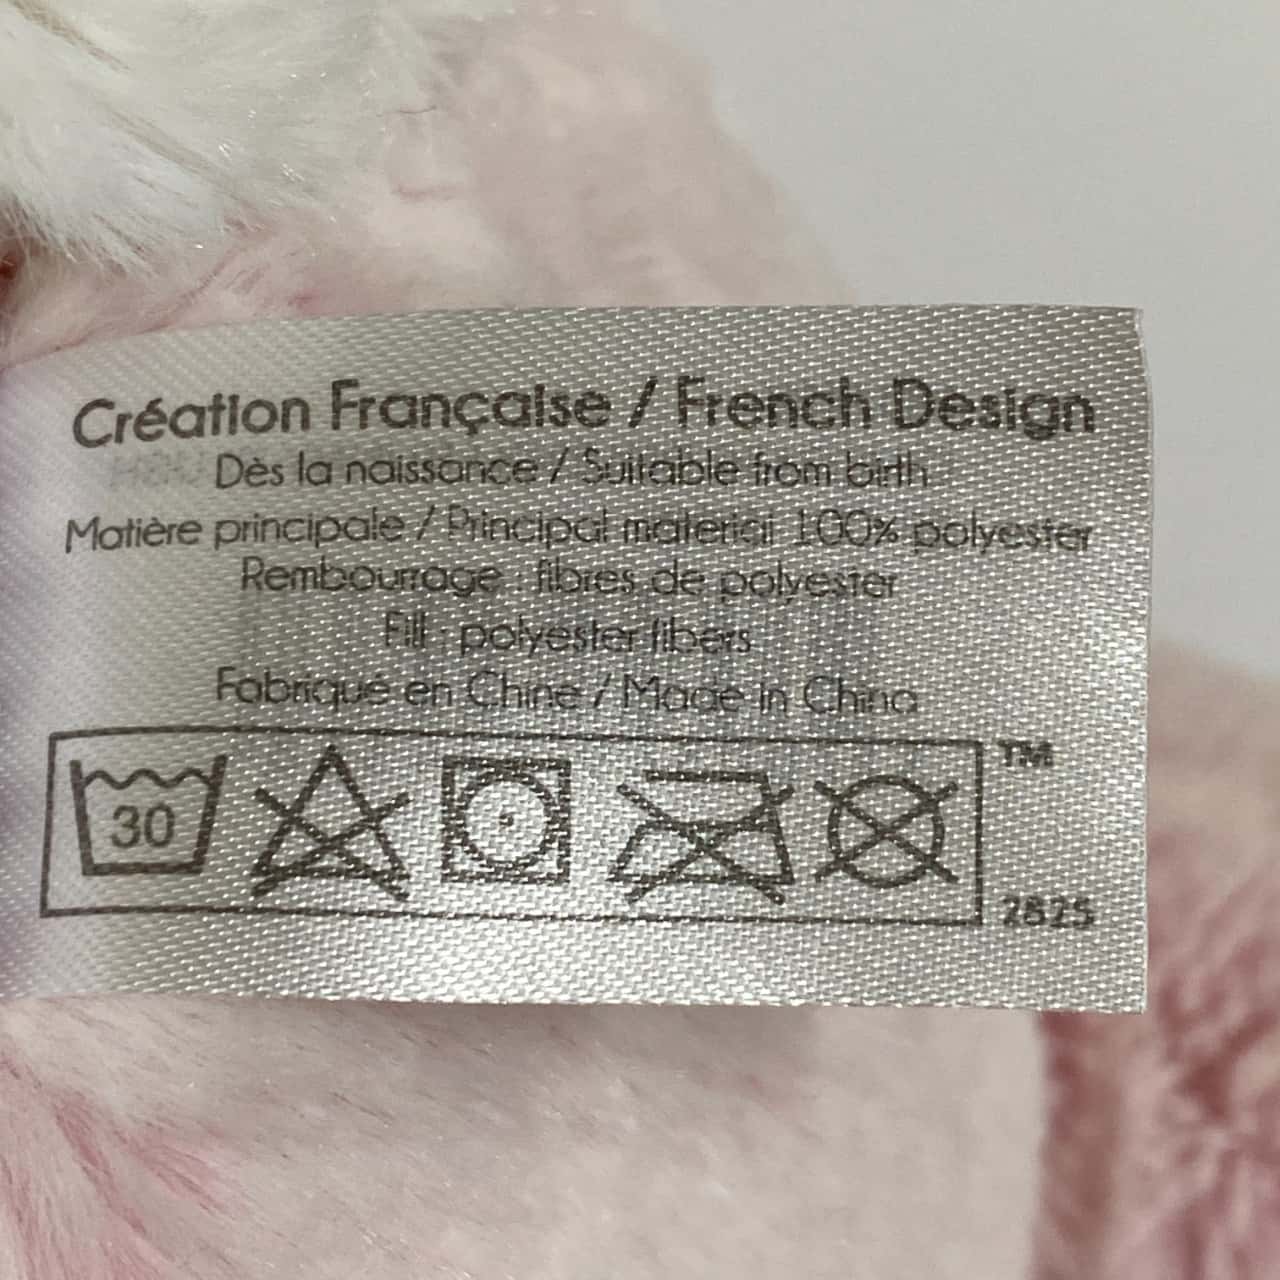 Création Française / French Design
Dès la naissance / Suitable from birth
Matière principale / Principal material 100% polyester
Rembourrage : fibres de polyester
Fill : polyester fibers
Fabriqué en Chine / Made in China
30
TM
2825